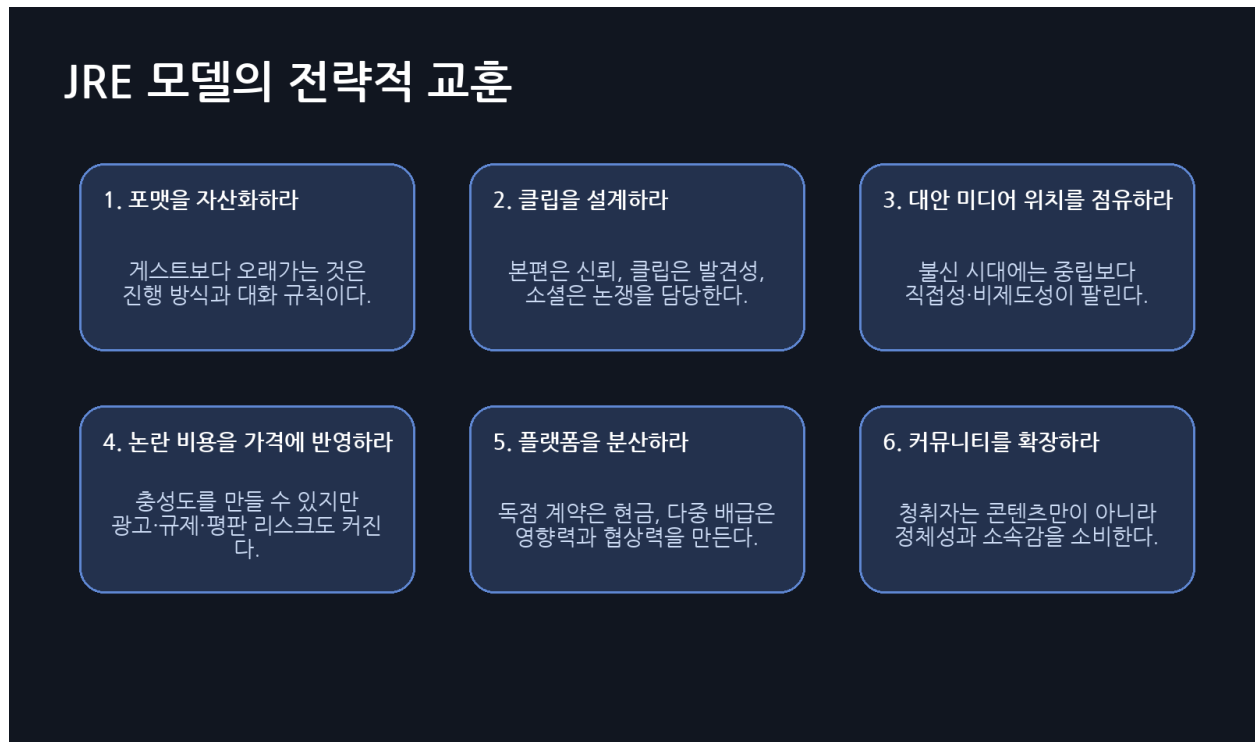 JRE 모델의 전략적 교훈
1. 포맷을 자산화하라
게스트보다 오래가는 것은
진행 방식과 대화 규칙이다.
2. 클립을 설계하라
본편은 신뢰, 클립은 발견성,
소셜은 논쟁을 담당한다.
3. 대안 미디어 위치를 점유하라
불신 시대에는 중립보다
직접성·비제도성이 팔린다.
4. 논란 비용을 가격에 반영하라
충성도를 만들 수 있지만
광고·규제·평판 리스크도 커진
다.
5. 플랫폼을 분산하라
독점 계약은 현금, 다중 배급은
영향력과 협상력을 만든다.
6. 커뮤니티를 확장하라
청취자는 콘텐츠만이 아니라
정체성과 소속감을 소비한다.